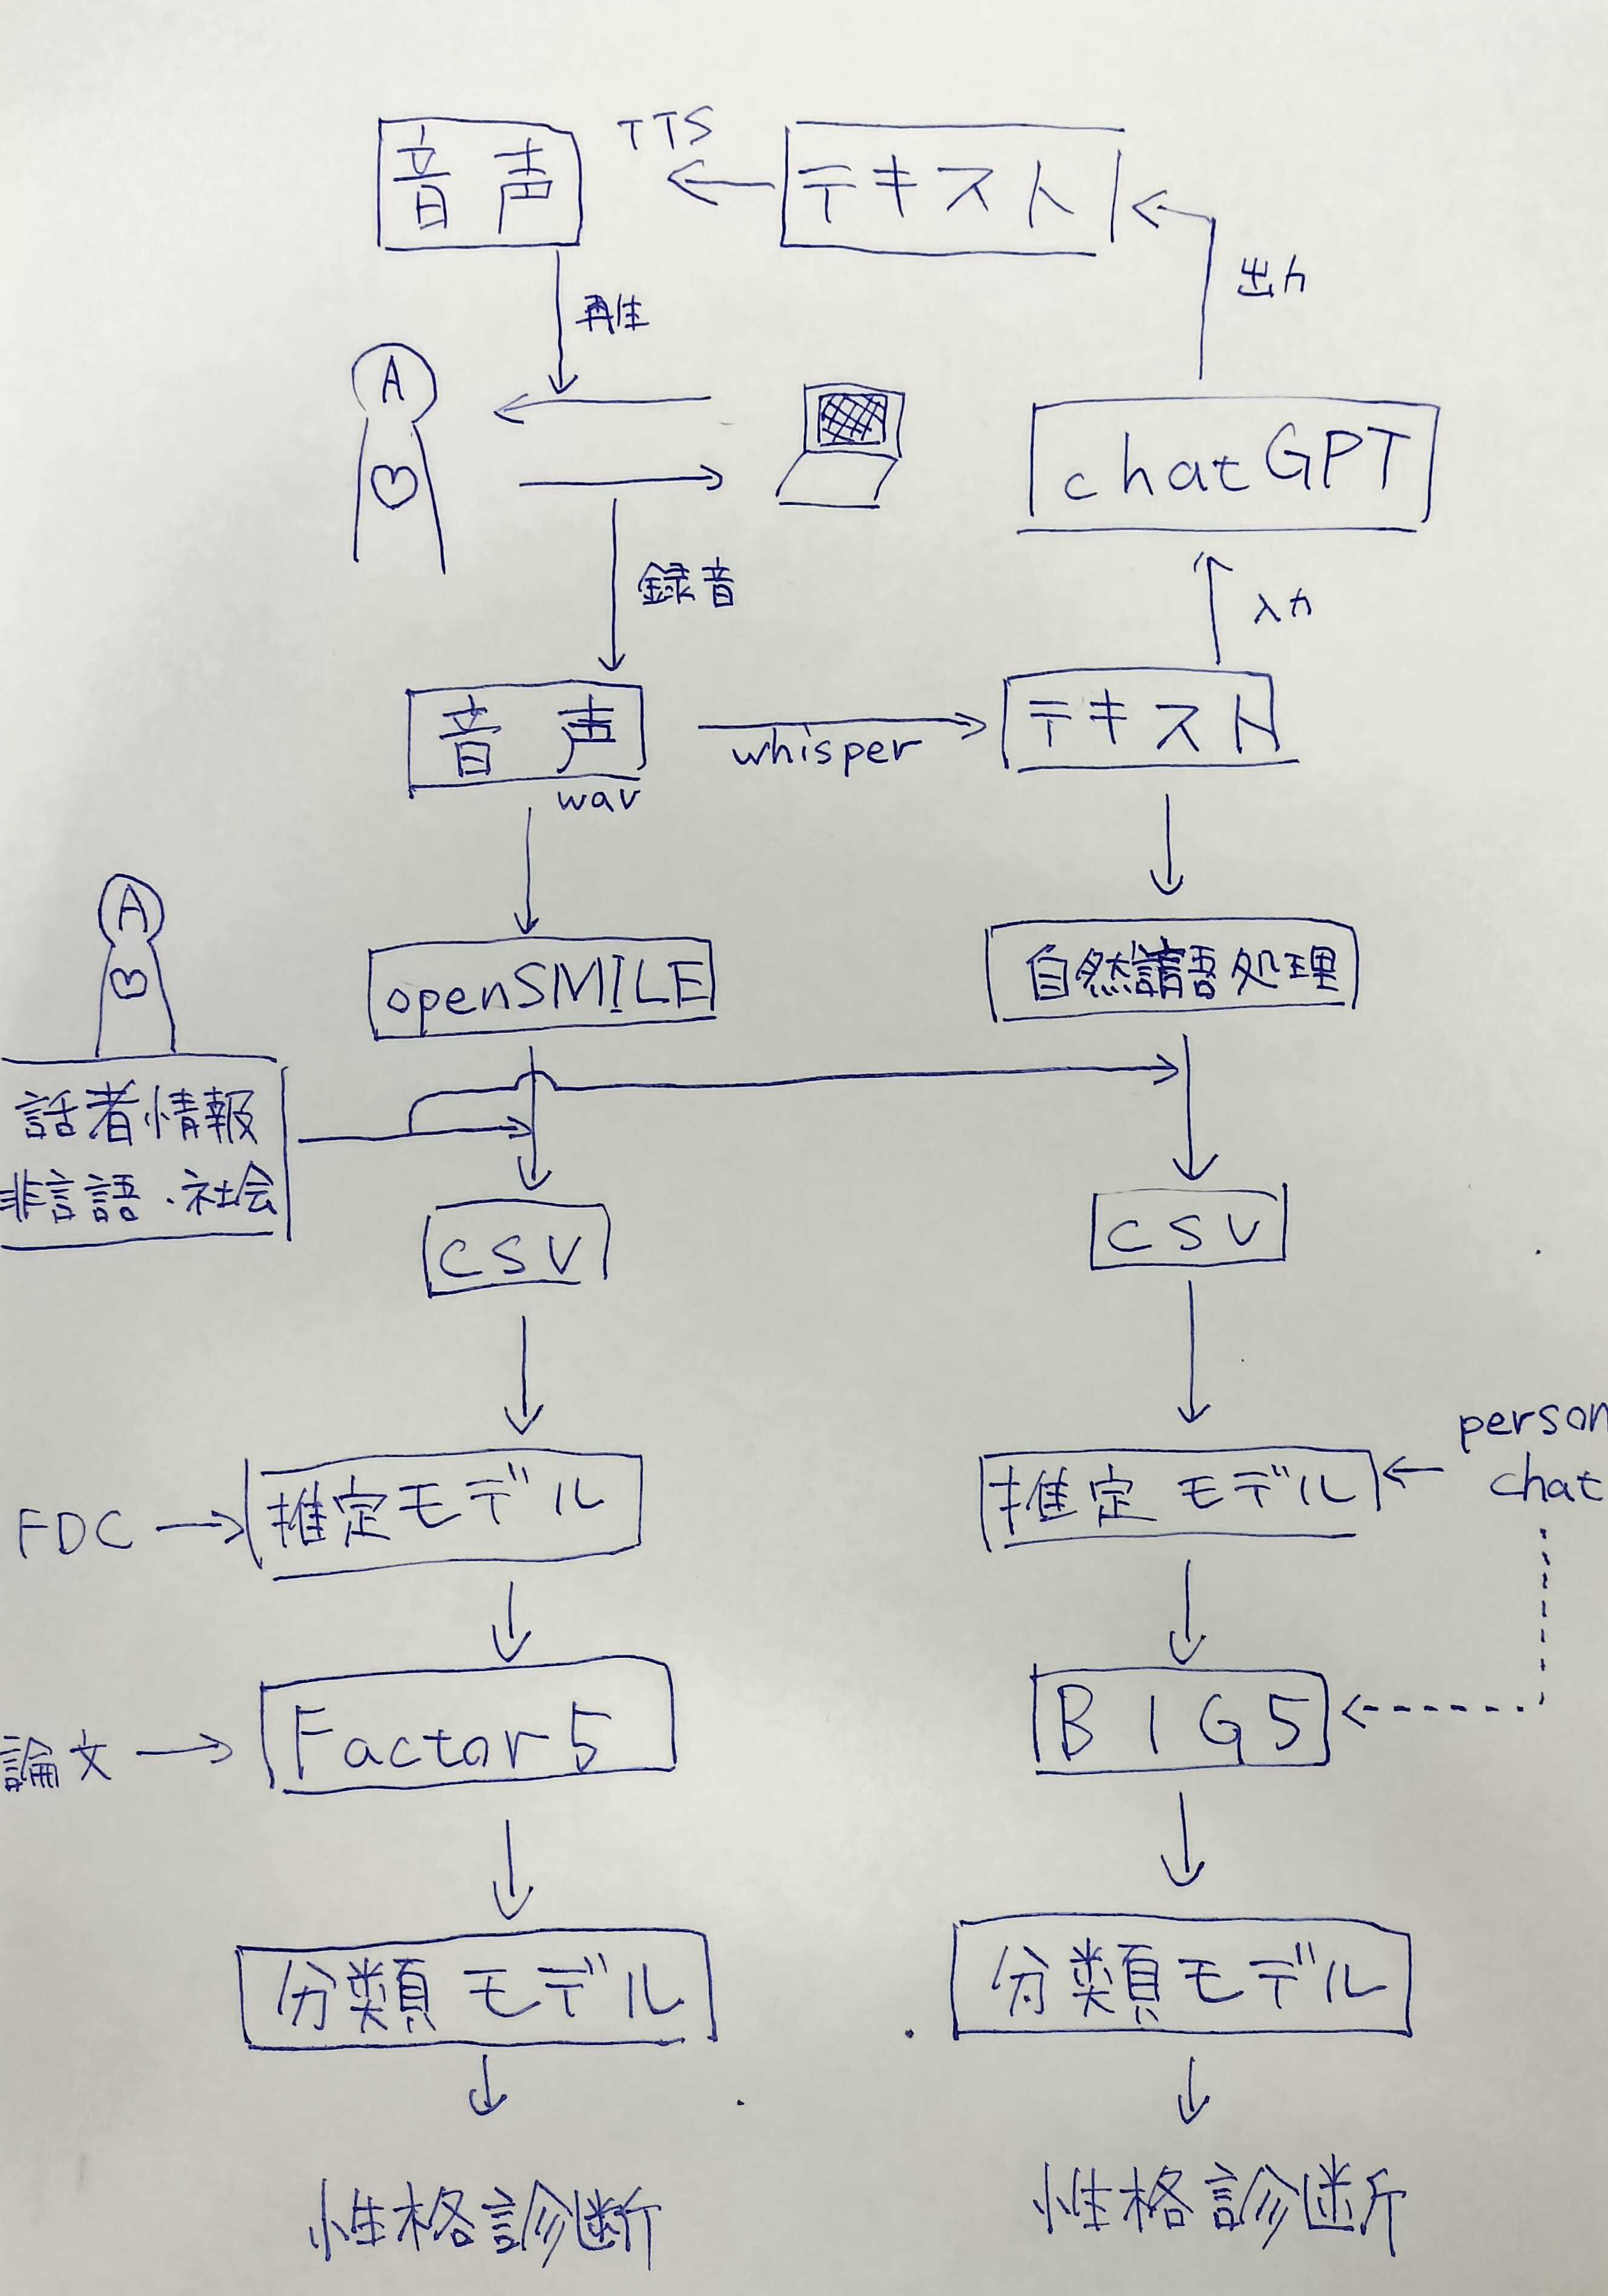 音声
TTS
テキスト
再生
出力
A
chatGPT
録音
入力
音声
wav
whisper
テキスト
A
openSMILE
自然言語処理
話者情報
非言語・社会
CSV
CSV
person
chat
FDC
推定モデル
推定モデル
論文
Factor5
BIG5
分類モデル
分類モデル
性格診断
性格診断